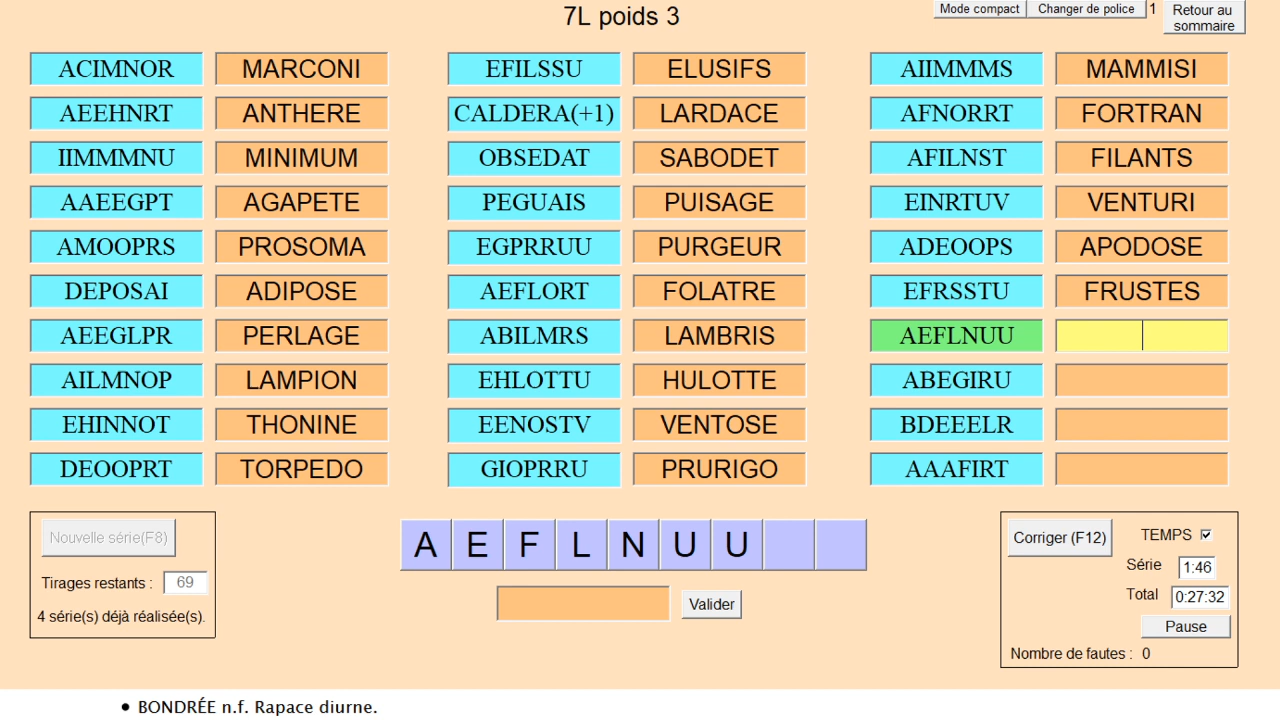 7L poids 3
Mode compact Changer de police 1 Retour au sommaire
ACIMNOR MARCONI EFILSSU ELUSIFS AIIMMMS MAMMISI
AEEHNRT ANTHERE CALDERA(+1) LARDACE AFNORRT FORTRAN
IIMMMNU MINIMUM OBSEDAT SABODET AFILNST FILANTS
AAEEGPT AGAPETE PEGUAIS PUISAGE EINRTUV VENTURI
AMOOPRS PROSOMA EGPRRUU PURGEUR ADEOOPS APODOSE
DEPOSAI ADIPOSE AEFLORT FOLATRE EFRSSTU FRUSTES
AEEGLPR PERLAGE ABILMRS LAMBRIS AEFLNUU
AILMNOP LAMPION EHLOTTU HULOTTE ABEGIRU
EHINNOT THONINE EENOSTV VENTOSE BDEEELR
DEOOPRT TORPEDO GIOPRRU PRURIGO AAAFIRT
Nouvelle série(F8)
Tirages restants : 69
4 série(s) déjà réalisée(s).
A E F L N U U
Valider
Corriger (F12) TEMPS
Série 1:46
Total 0:27:32
Pause
Nombre de fautes : 0
• BONDRÉE n.f. Rapace diurne.